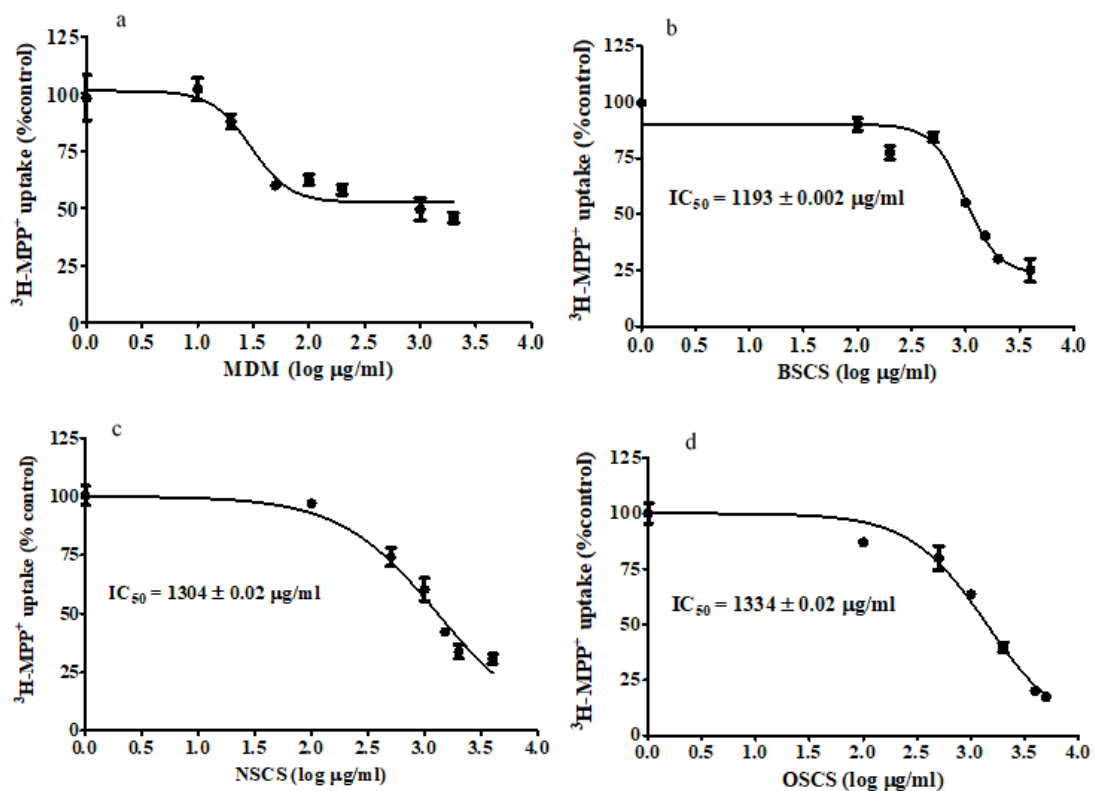 a
³H-MPP⁺ uptake (%control)
125
100
75
50
25
0
0.0 0.5 1.0 1.5 2.0 2.5 3.0 3.5 4.0
MDM (log µg/ml)
b
³H-MPP⁺ uptake (%control)
125
100
75
50
25
0
IC₅₀ = 1193 ± 0.002 µg/ml
0.0 0.5 1.0 1.5 2.0 2.5 3.0 3.5 4.0
BSCS (log µg/ml)
c
³H-MPP⁺ uptake (% control)
125
100
75
50
25
0
IC₅₀ = 1304 ± 0.02 µg/ml
0.0 0.5 1.0 1.5 2.0 2.5 3.0 3.5 4.0
NSCS (log µg/ml)
d
³H-MPP⁺ uptake (%control)
125
100
75
50
25
0
IC₅₀ = 1334 ± 0.02 µg/ml
0.0 0.5 1.0 1.5 2.0 2.5 3.0 3.5 4.0
OSCS (log µg/ml)